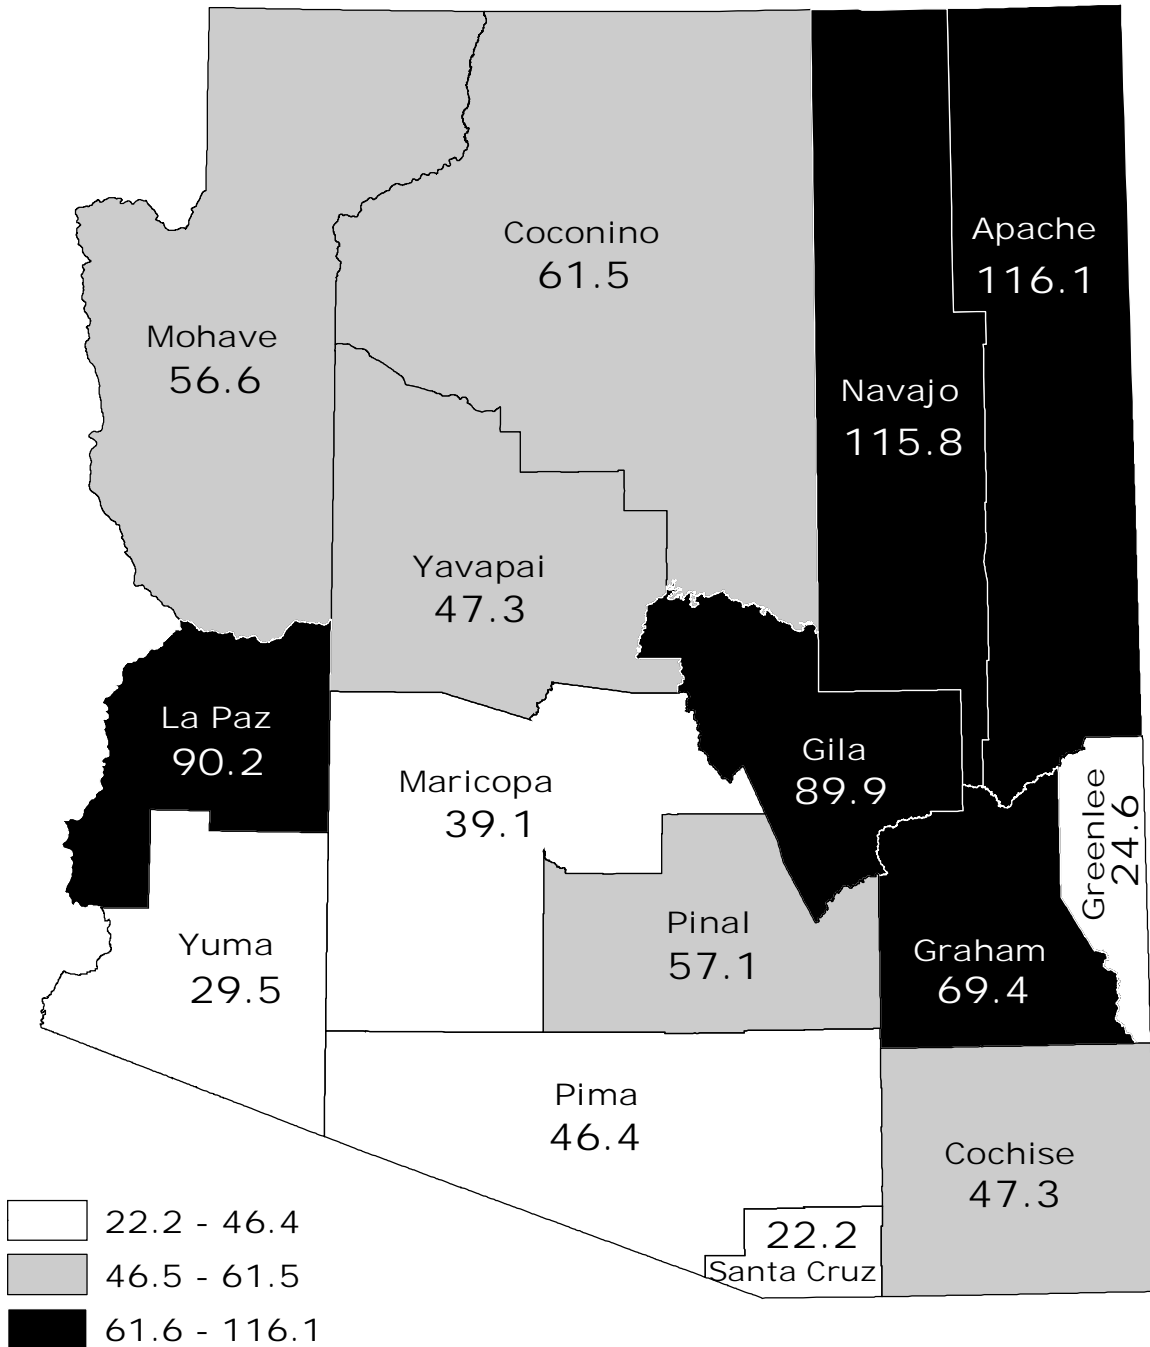 Coconino
61.5
Apache
116.1
Mohave
56.6
Navajo
115.8
Yavapai
47.3
La Paz
90.2
Maricopa
39.1
Gila
89.9
Greenlee
24.6
Pinal
57.1
Yuma
29.5
Graham
69.4
Pima
46.4
Cochise
47.3
22.2
Santa Cruz
22.2 - 46.4
46.5 - 61.5
61.6 - 116.1